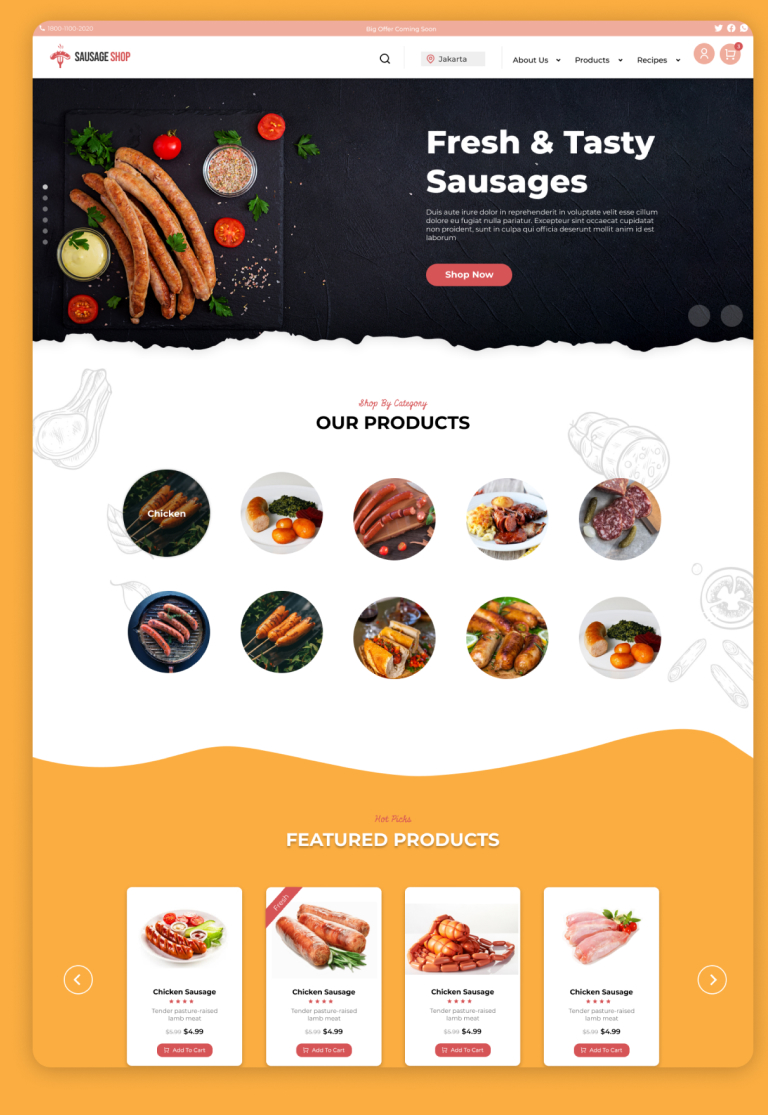 1800-1100-2020
Big Offer Coming Soon
SAUSAGE SHOP
Jakarta
About Us
Products
Recipes
3
Fresh & Tasty
Sausages
Duis aute irure dolor in reprehenderit in voluptate velit esse cillum
dolore eu fugiat nulla pariatur. Excepteur sint occaecat cupidatat
non proident, sunt in culpa qui officia deserunt mollit anim id est
laborum
Shop Now
Shop By Category
OUR PRODUCTS
Chicken
Hot Picks
FEATURED PRODUCTS
Chicken Sausage
Tender pasture-raised
lamb meat
$5.99 $4.99
Add To Cart
Fresh
Chicken Sausage
Tender pasture-raised
lamb meat
$5.99 $4.99
Add To Cart
Chicken Sausage
Tender pasture-raised
lamb meat
$5.99 $4.99
Add To Cart
Chicken Sausage
Tender pasture-raised
lamb meat
$5.99 $4.99
Add To Cart